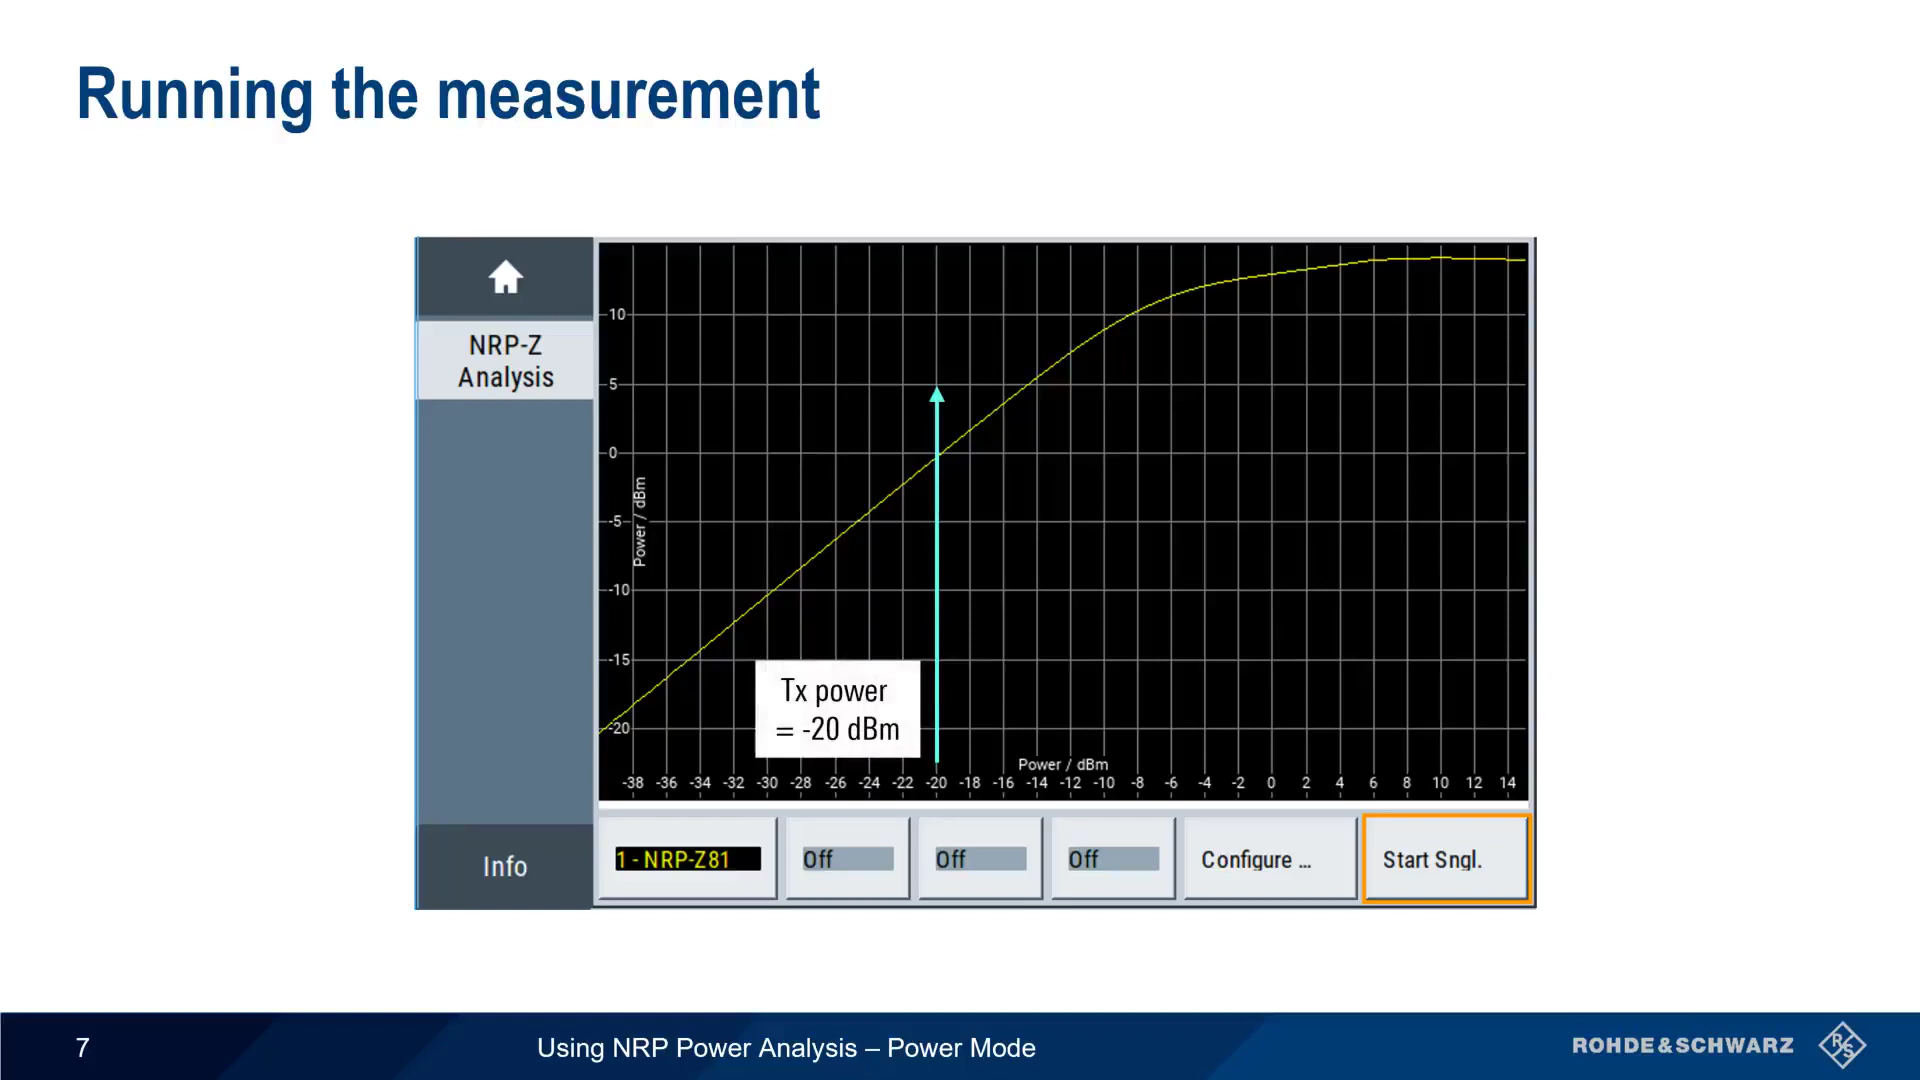 Running the measurement
NRP-Z
Analysis
10
5
0
-5
-10
-15
-20
Power / dBm
Tx power
= -20 dBm
Power / dBm
-38 -36 -34 -32 -30 -28 -26 -24 -22 -20 -18 -16 -14 -12 -10 -8 -6 -4 -2 0 2 4 6 8 10 12 14
Info
1 - NRP-Z81
Off
Off
Off
Configure ...
Start Sngl.
7
Using NRP Power Analysis – Power Mode
ROHDE & SCHWARZ
R
S